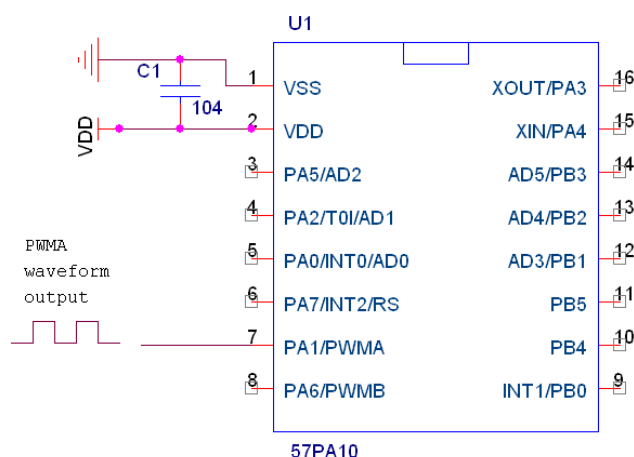 U1
C1
104
VDD
1 VSS XOUT/PA3 16
2 VDD XIN/PA4 15
3 PA5/AD2 AD5/PB3 14
4 PA2/T0I/AD1 AD4/PB2 13
5 PA0/INT0/AD0 AD3/PB1 12
6 PA7/INT2/RS PB5 11
7 PA1/PWMA PB4 10
8 PA6/PWMB INT1/PB0 9
PWMA
waveform
output
57PA10